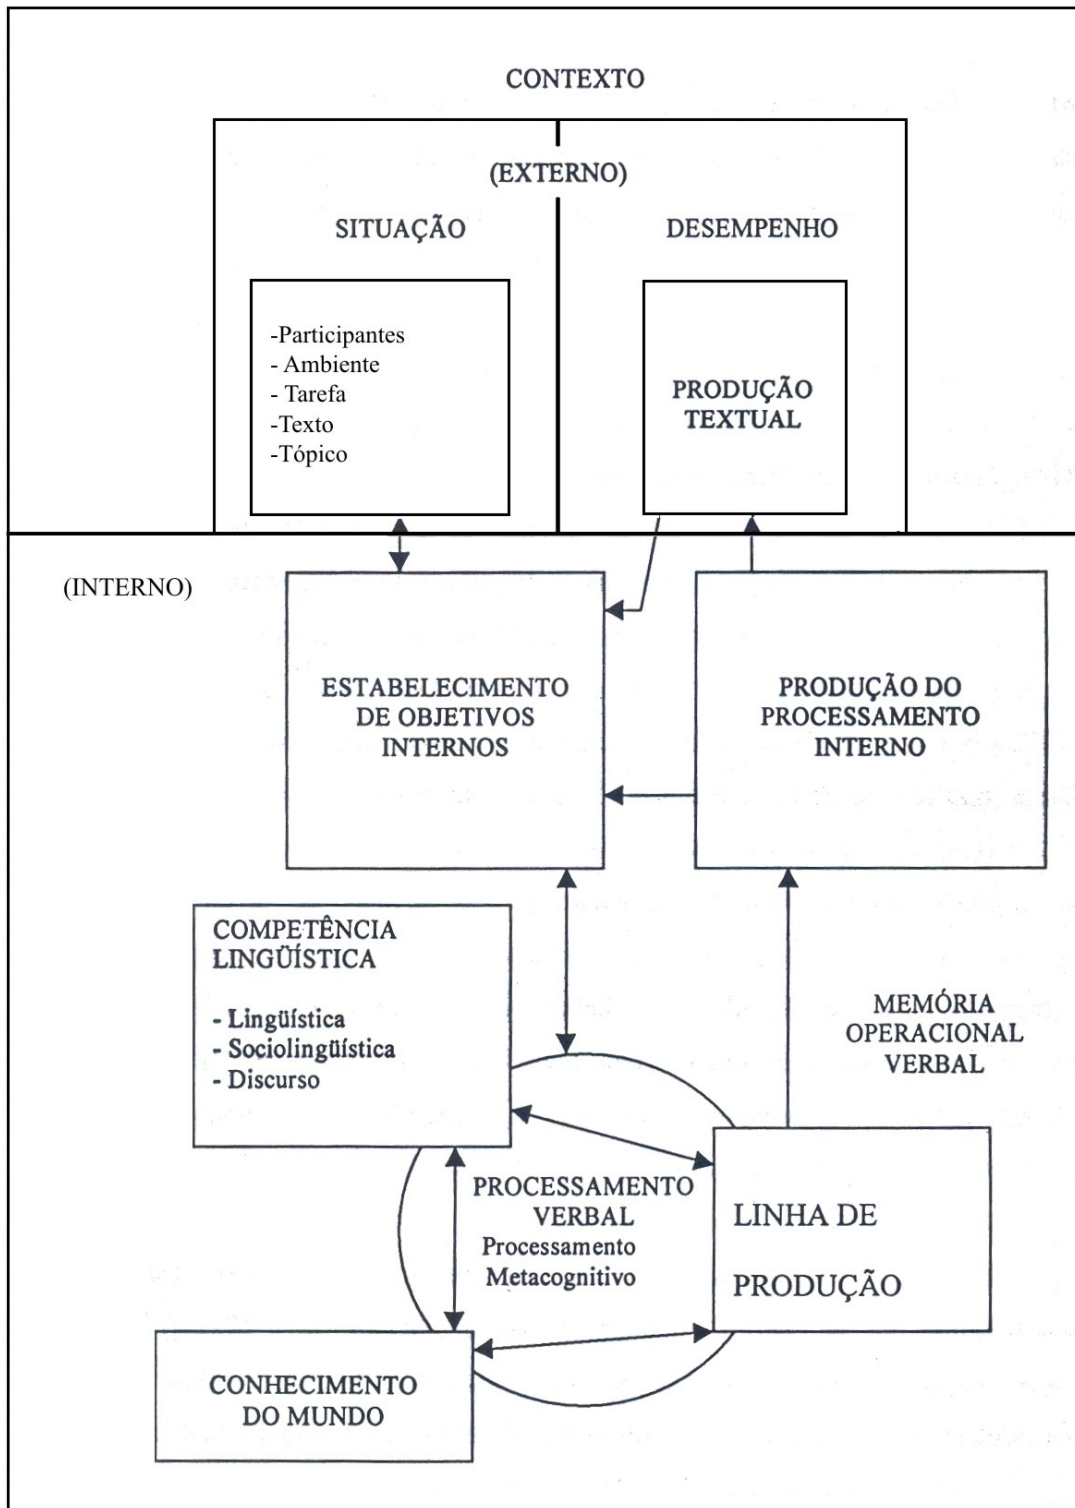 CONTEXTO
(EXTERNO)
SITUAÇÃO
DESEMPENHO
-Participantes
- Ambiente
- Tarefa
-Texto
-Tópico
PRODUÇÃO
TEXTUAL
(INTERNO)
ESTABELECIMENTO
DE OBJETIVOS
INTERNOS
PRODUÇÃO DO
PROCESSAMENTO
INTERNO
COMPETÊNCIA
LINGÜÍSTICA
- Lingüística
- Sociolingüística
- Discurso
MEMÓRIA
OPERACIONAL
VERBAL
PROCESSAMENTO
VERBAL
Processamento
Metacognitivo
LINHA DE
PRODUÇÃO
CONHECIMENTO
DO MUNDO